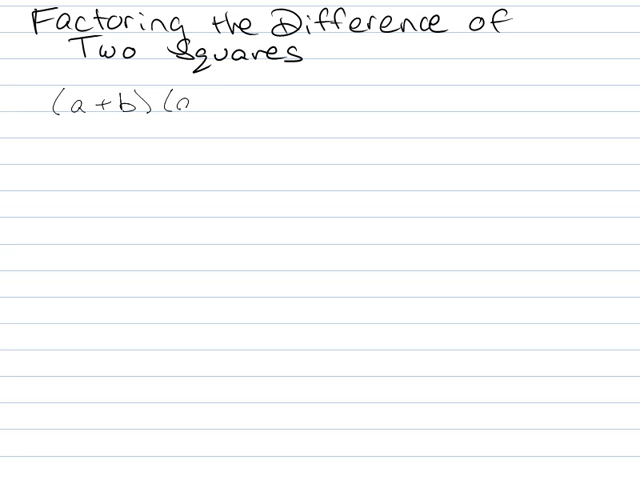 Factoring the Difference of
Two Squares
(a+b)(